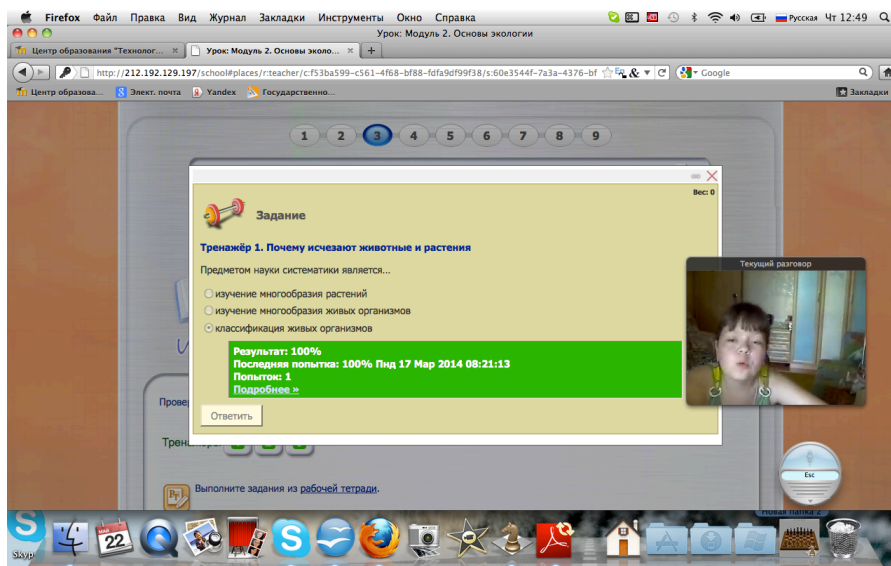 Firefox Файл Правка Вид Журнал Закладки Инструменты Окно Справка
Русская Чт 12:49
Урок: Модуль 2. Основы экологии
Центр образования "Технолог...
Урок: Модуль 2. Основы эколо...
http://212.192.129.197/school#places/r:teacher/c:f53ba599-c561-4f68-bf88-fdfa9df99f38/s:60e3544f-7a3a-4376-bf
Google
Центр образова...
Элект. почта
Yandex
Государственно...
Закладки
1 2 3 4 5 6 7 8 9
Вес: 0
Задание
Тренажёр 1. Почему исчезают животные и растения
Предметом науки систематики является...
изучение многообразия растений
изучение многообразия живых организмов
классификация живых организмов
Результат: 100%
Последняя попытка: 100% Пнд 17 Мар 2014 08:21:13
Попыток: 1
Подробнее »
Ответить
Текущий разговор
Esc
Выполните задания из рабочей тетради.
Новая папка 2
22
Skyp